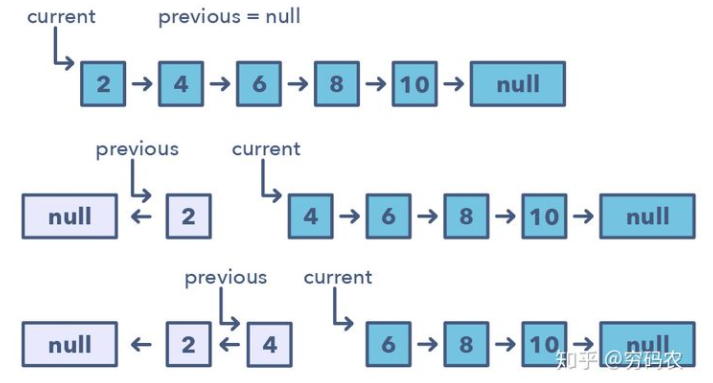 current previous = null
2 4 6 8 10 null
previous current
null 2 4 6 8 10 null
previous current
null 2 4 6 8 10 null
知乎 @穷码农